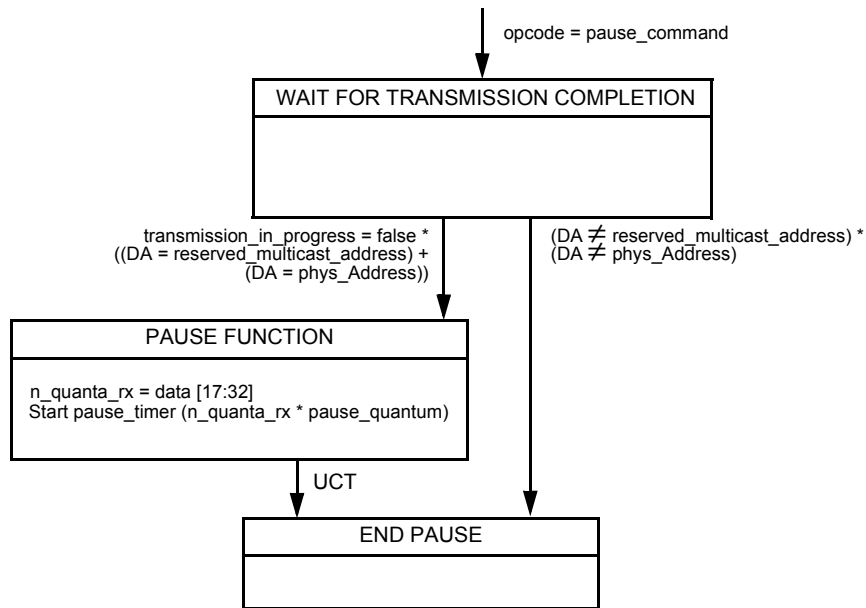 opcode = pause_command
WAIT FOR TRANSMISSION COMPLETION
transmission_in_progress = false *
((DA = reserved_multicast_address) +
(DA = phys_Address))
(DA ≠ reserved_multicast_address) *
(DA ≠ phys_Address)
PAUSE FUNCTION
n_quanta_rx = data [17:32]
Start pause_timer (n_quanta_rx * pause_quantum)
UCT
END PAUSE